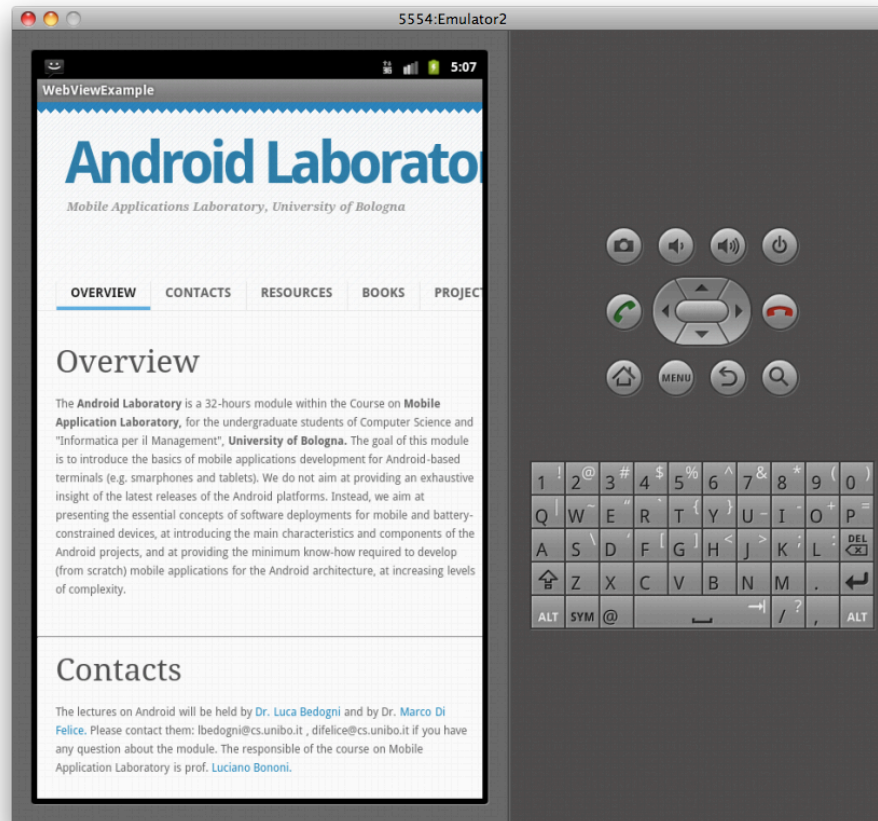 5554:Emulator2
5:07
WebViewExample
Android Laborato
Mobile Applications Laboratory, University of Bologna
OVERVIEW CONTACTS RESOURCES BOOKS PROJEC
Overview
The Android Laboratory is a 32-hours module within the Course on Mobile
Application Laboratory, for the undergraduate students of Computer Science and
"Informatica per il Management", University of Bologna. The goal of this module
is to introduce the basics of mobile applications development for Android-based
terminals (e.g. smarphones and tablets). We do not aim at providing an exhaustive
insight of the latest releases of the Android platforms. Instead, we aim at
presenting the essential concepts of software deployments for mobile and battery-
constrained devices, at introducing the main characteristics and components of the
Android projects, and at providing the minimum know-how required to develop
(from scratch) mobile applications for the Android architecture, at increasing levels
of complexity.
Contacts
The lectures on Android will be held by Dr. Luca Bedogni and by Dr. Marco Di
Felice. Please contact them: lbedogni@cs.unibo.it , difelice@cs.unibo.it if you have
any question about the module. The responsible of the course on Mobile
Application Laboratory is prof. Luciano Bononi.
MENU
1 ! 2 @ 3 # 4 $ 5 % 6 ^ 7 & 8 * 9 ( 0 )
Q | W ~ E " R ` T { Y } U _ I - O + P =
A S \ D ' F [ G ] H < J > K ; L : DEL
Z X C V B N M .
ALT SYM @ / ? , ALT